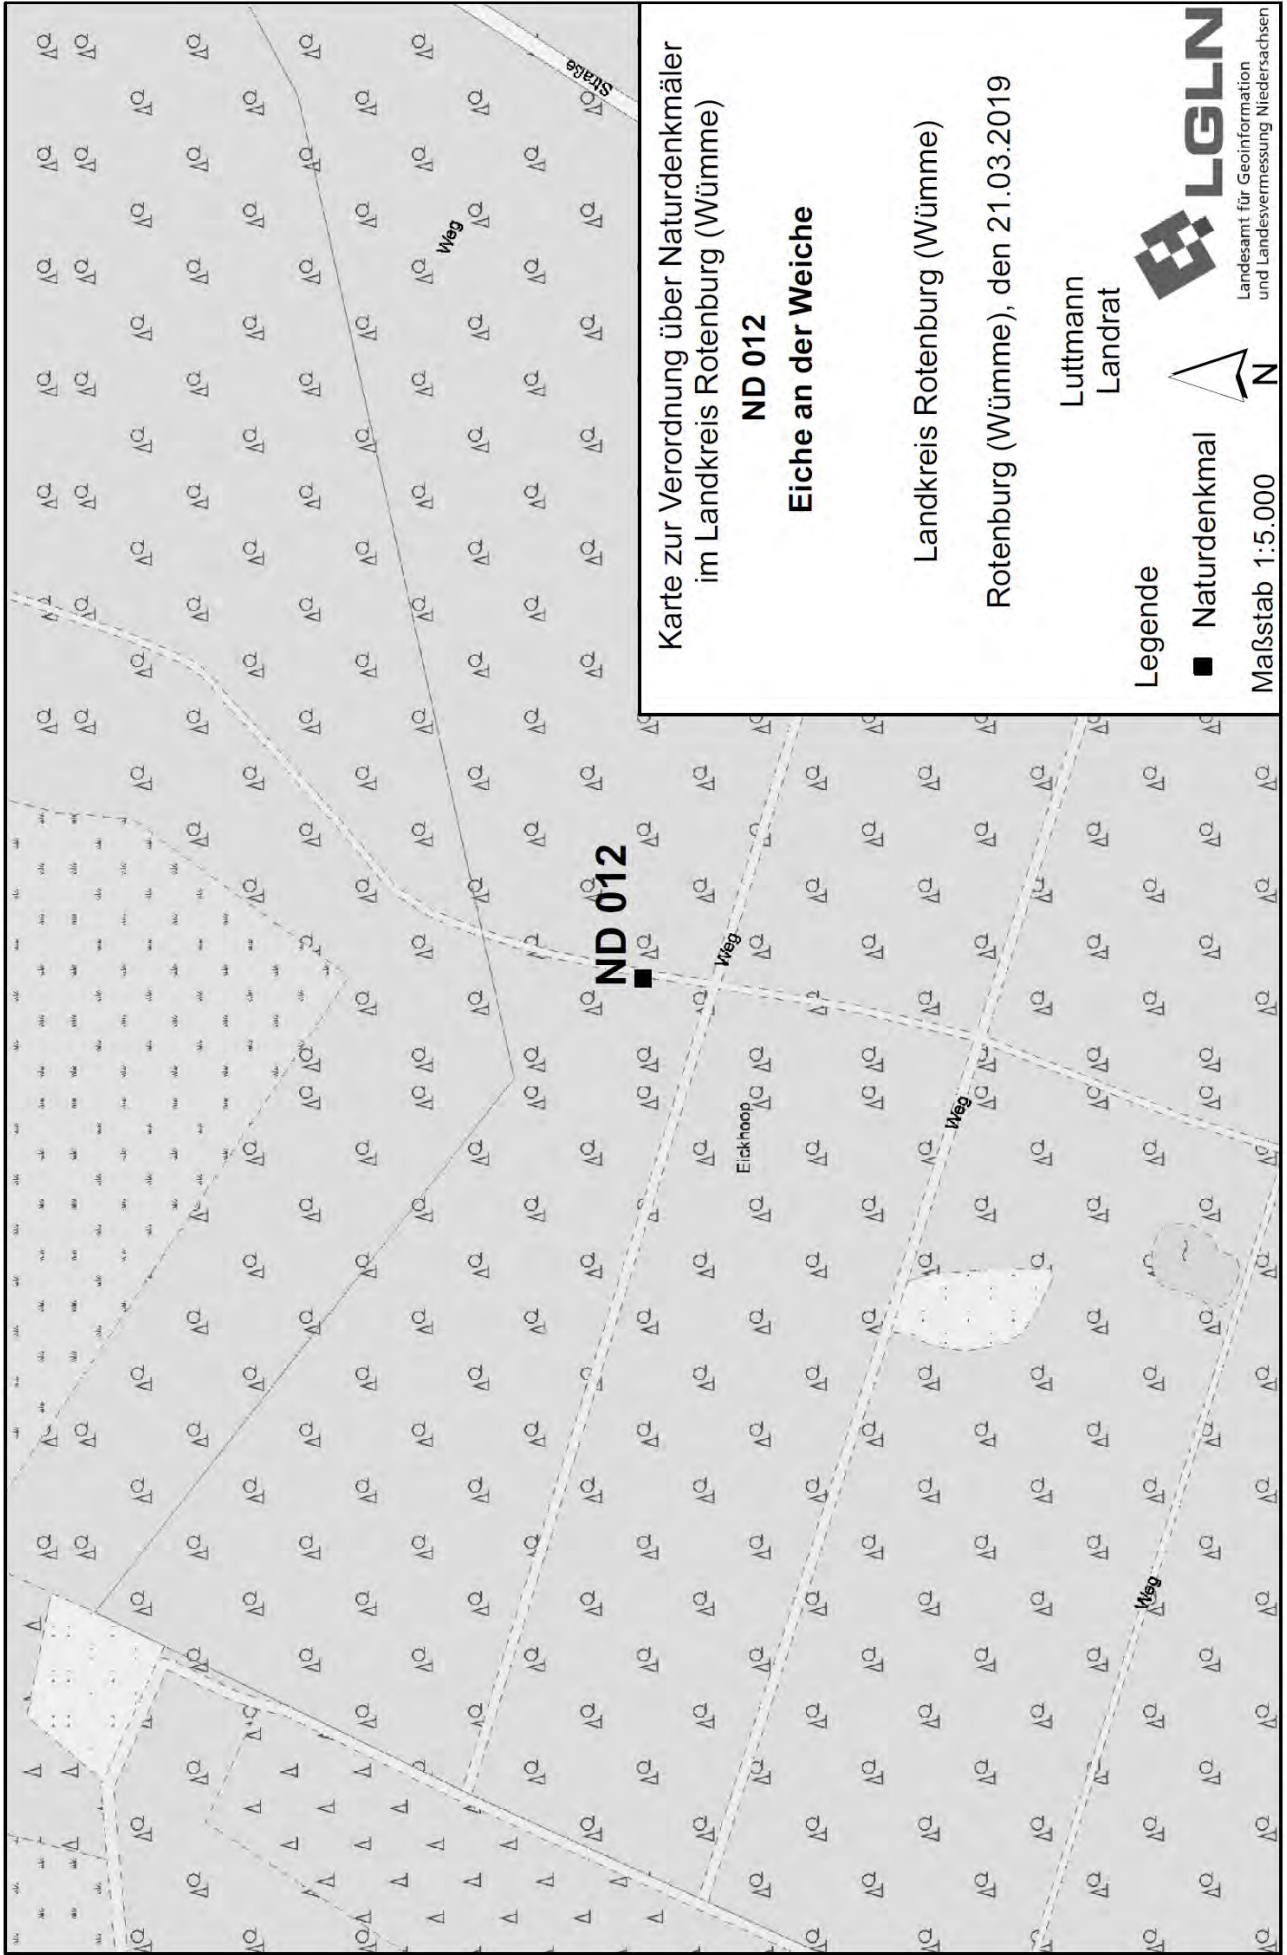 Straße
Weg
ND 012
Weg
Eickhoop
Weg
Weg
Karte zur Verordnung über Naturdenkmäler
im Landkreis Rotenburg (Wümme)
ND 012
Eiche an der Weiche
Landkreis Rotenburg (Wümme)
Rotenburg (Wümme), den 21.03.2019
Luttmann
Landrat
Legende
Naturdenkmal
Maßstab 1:5.000
N
LGLN
Landesamt für Geoinformation
und Landesvermessung Niedersachsen